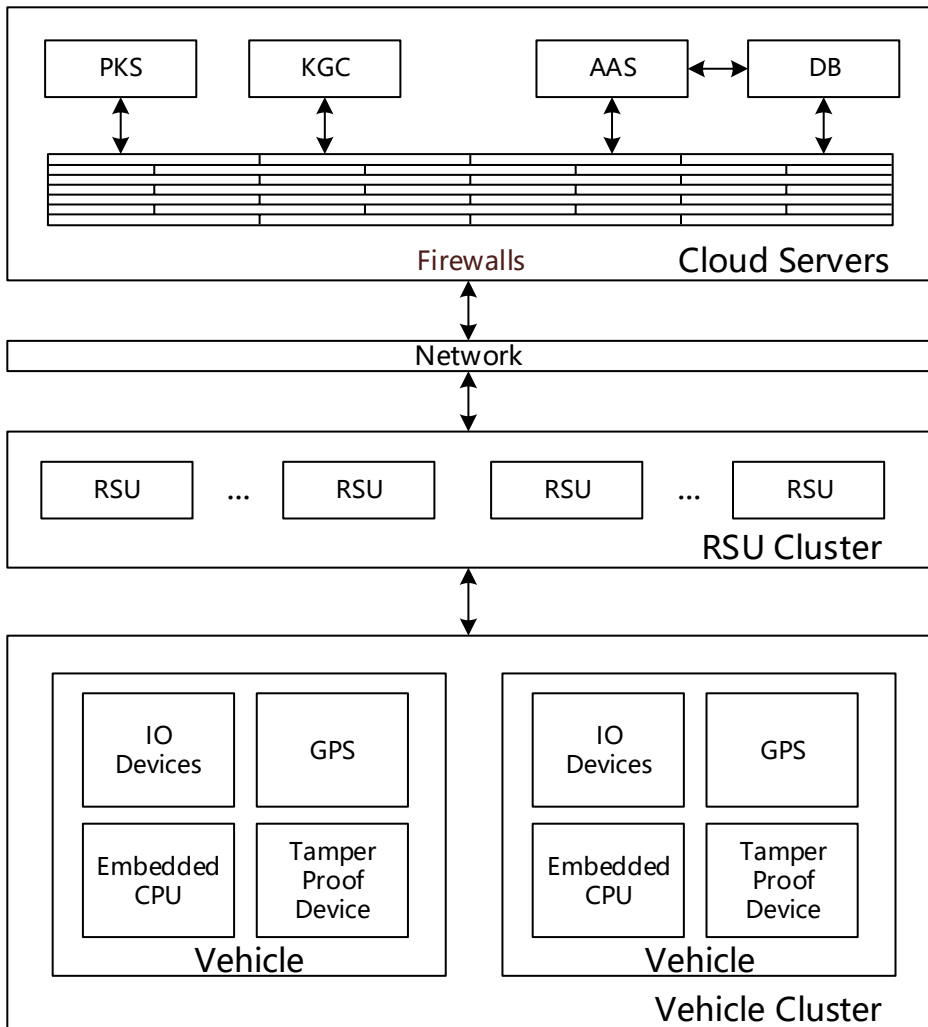 PKS
KGC
AAS
DB
Firewalls
Cloud Servers
Network
RSU
...
RSU
RSU
...
RSU
RSU Cluster
IO
Devices
GPS
Embedded
CPU
Tamper
Proof
Device
Vehicle
IO
Devices
GPS
Embedded
CPU
Tamper
Proof
Device
Vehicle
Vehicle Cluster